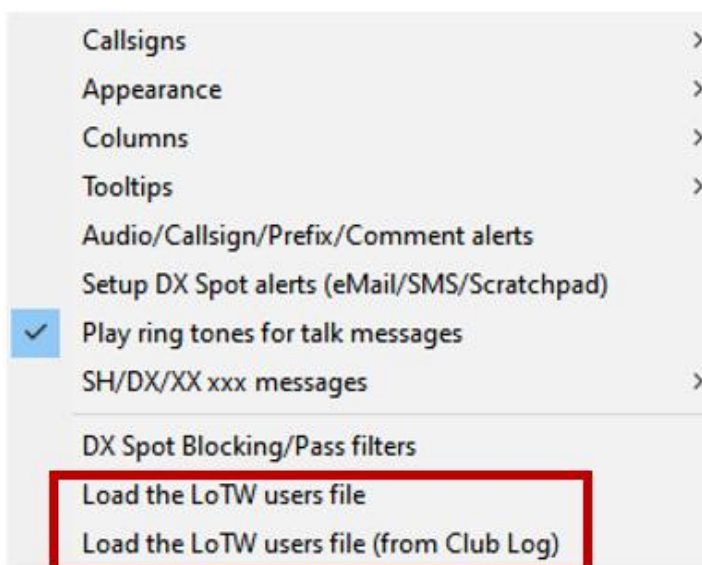 Callsigns
Appearance
Columns
Tooltips
Audio/Callsign/Prefix/Comment alerts
Setup DX Spot alerts (eMail/SMS/Scratchpad)
Play ring tones for talk messages
SH/DX/XX xxx messages
DX Spot Blocking/Pass filters
Load the LoTW users file
Load the LoTW users file (from Club Log)